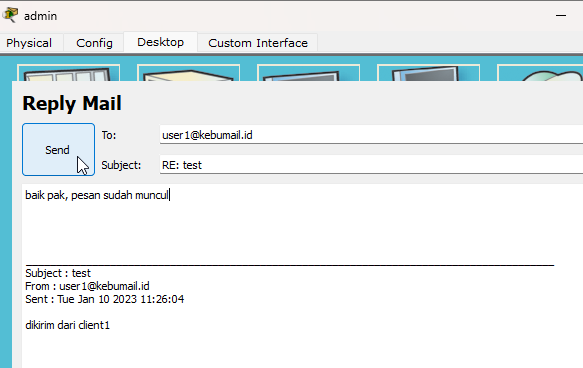 admin
Physical Config Desktop Custom Interface
Reply Mail
Send
To: user1@kebumail.id
Subject: RE: test
baik pak, pesan sudah muncul
Subject : test
From : user1@kebumail.id
Sent : Tue Jan 10 2023 11:26:04
dikirim dari client1